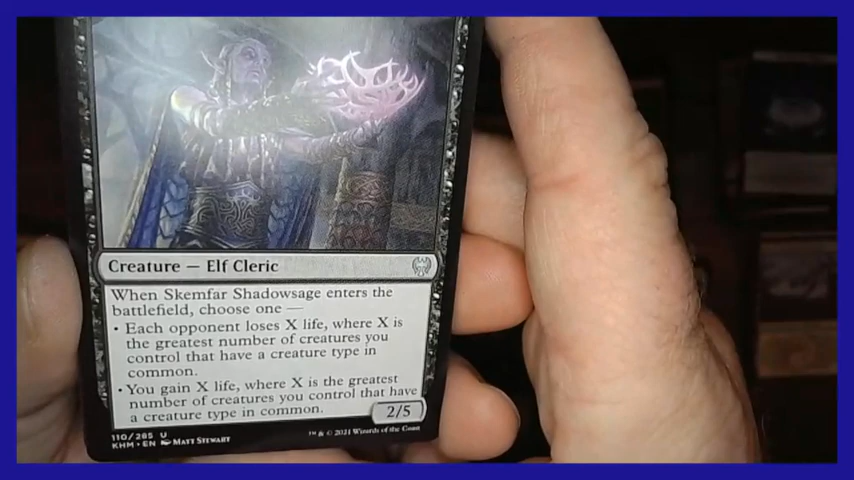 Creature — Elf Cleric
When Skemfar Shadowsage enters the
battlefield, choose one —
• Each opponent loses X life, where X is
the greatest number of creatures you
control that have a creature type in
common.
• You gain X life, where X is the greatest
number of creatures you control that have
a creature type in common.
2/5
110/285 U
KHM • EN MATT STEWART
™ & © 2021 Wizards of the Coast